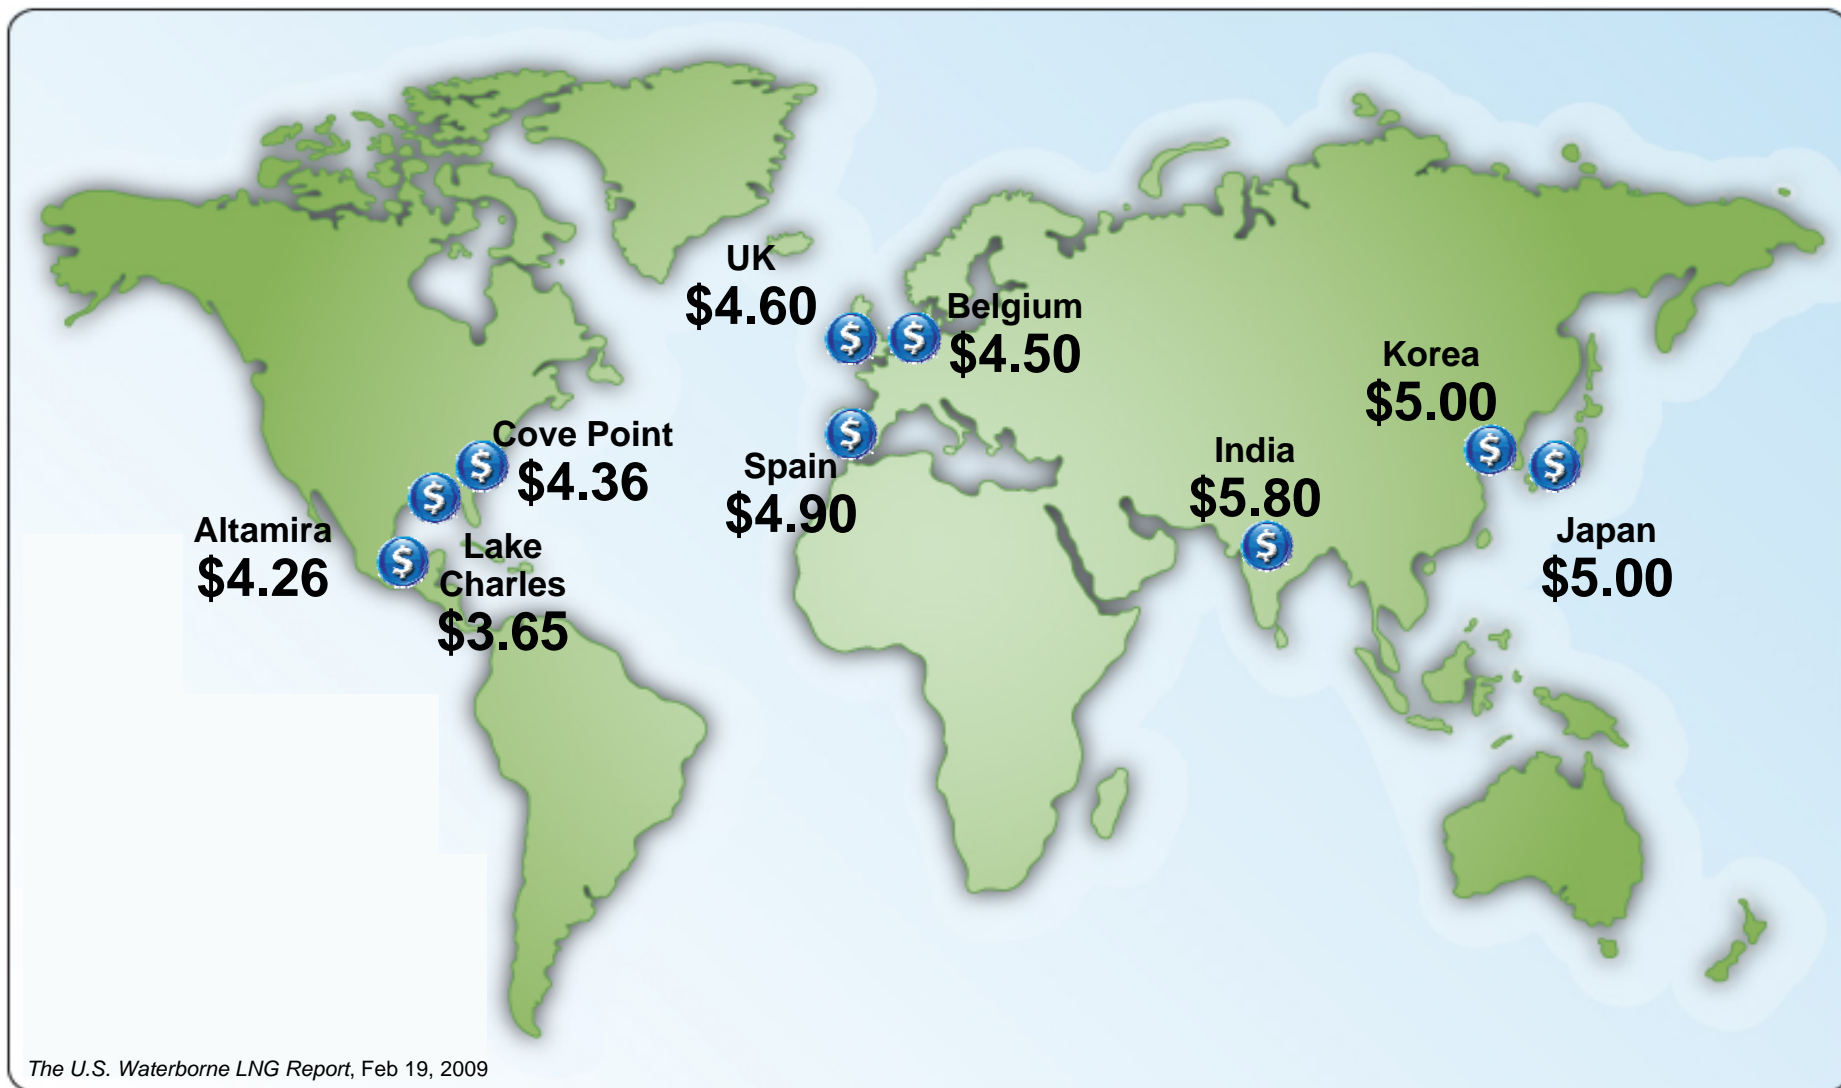 UK
$4.60
Belgium
$4.50
Korea
$5.00
Cove Point
$4.36
India
$5.80
Spain
$4.90
Altamira
$4.26
Lake
Charles
$3.65
Japan
$5.00
The U.S. Waterborne LNG Report, Feb 19, 2009